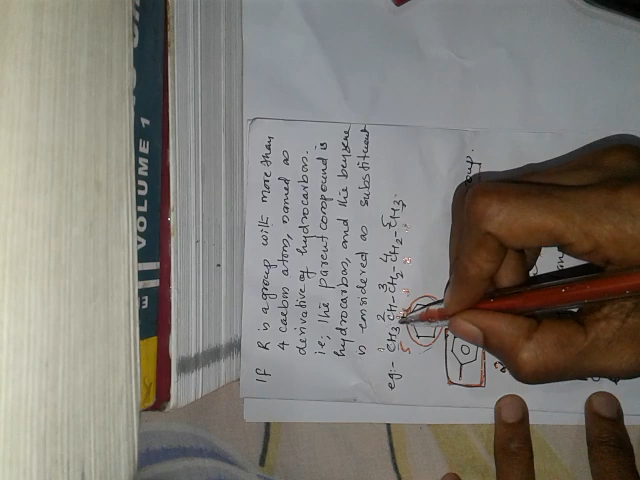 If R is a group with more than
4 carbon atoms, named as
derivative of hydrocarbon.
ie, the parent compound is
hydrocarbon, and the benzene
is considered as substituent
eg:- CH3-CH-CH2-CH2-CH3.
1 2 3 4 5
5
2
VOLUME 1